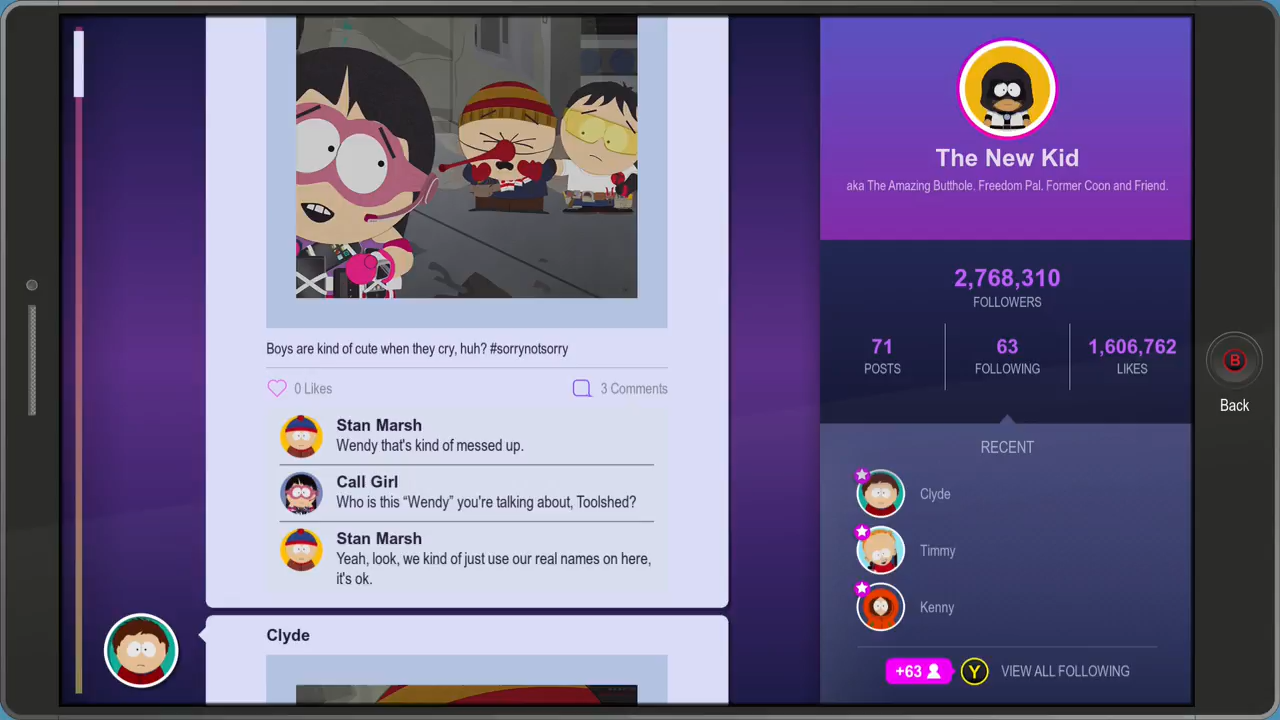 Boys are kind of cute when they cry, huh? #sorrynotsorry
0 Likes
3 Comments
Stan Marsh
Wendy that's kind of messed up.
Call Girl
Who is this “Wendy” you're talking about, Toolshed?
Stan Marsh
Yeah, look, we kind of just use our real names on here,
it's ok.
Clyde
The New Kid
aka The Amazing Butthole. Freedom Pal. Former Coon and Friend.
2,768,310
FOLLOWERS
71
POSTS
63
FOLLOWING
1,606,762
LIKES
RECENT
Clyde
Timmy
Kenny
+63
Y
VIEW ALL FOLLOWING
B
Back